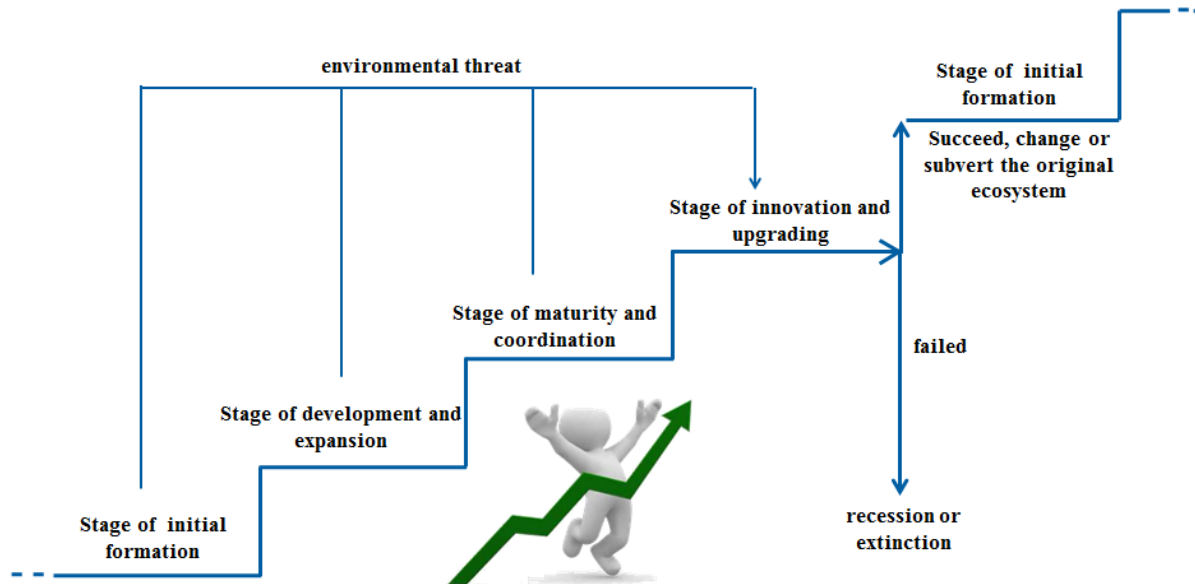 environmental threat
Stage of initial
formation
Succeed, change or
subvert the original
ecosystem
Stage of innovation and
upgrading
Stage of maturity and
coordination
failed
Stage of development and
expansion
Stage of initial
formation
recession or
extinction